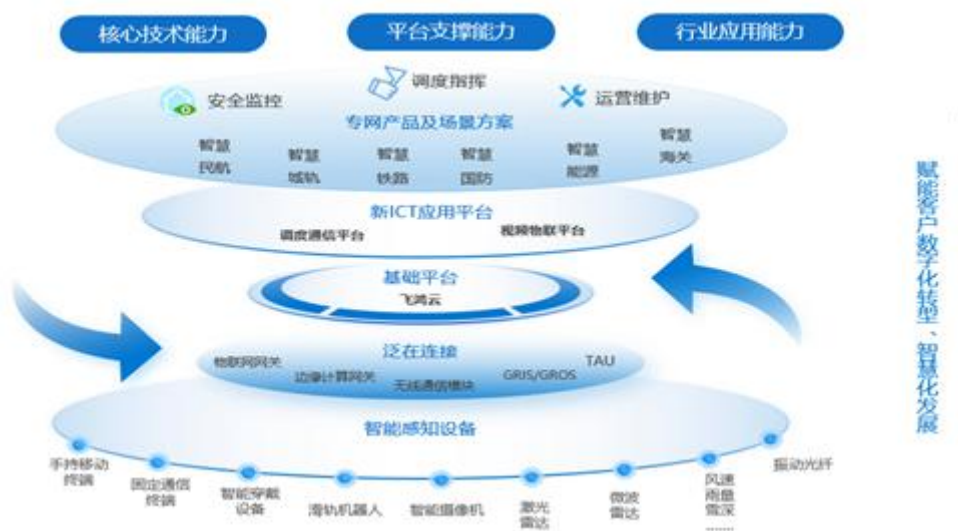 核心技术能力
平台支撑能力
行业应用能力
安全监控
调度指挥
运营维护
专网产品及场景方案
智慧
民航
智慧
城轨
智慧
铁路
智慧
国防
智慧
能源
智慧
海关
新ICT应用平台
调度通信平台
视频物联平台
基础平台
飞鸿云
泛在连接
物联网网关
边缘计算网关
无线通信模块
GRIS/GROS
TAU
智能感知设备
手持移动
终端
固定通信
终端
智能穿戴
设备
滑轨机器人
智能摄像机
激光
雷达
微波
雷达
风速
雨量
雪深
……
振动光纤
赋能客户数字化转型、智慧化发展